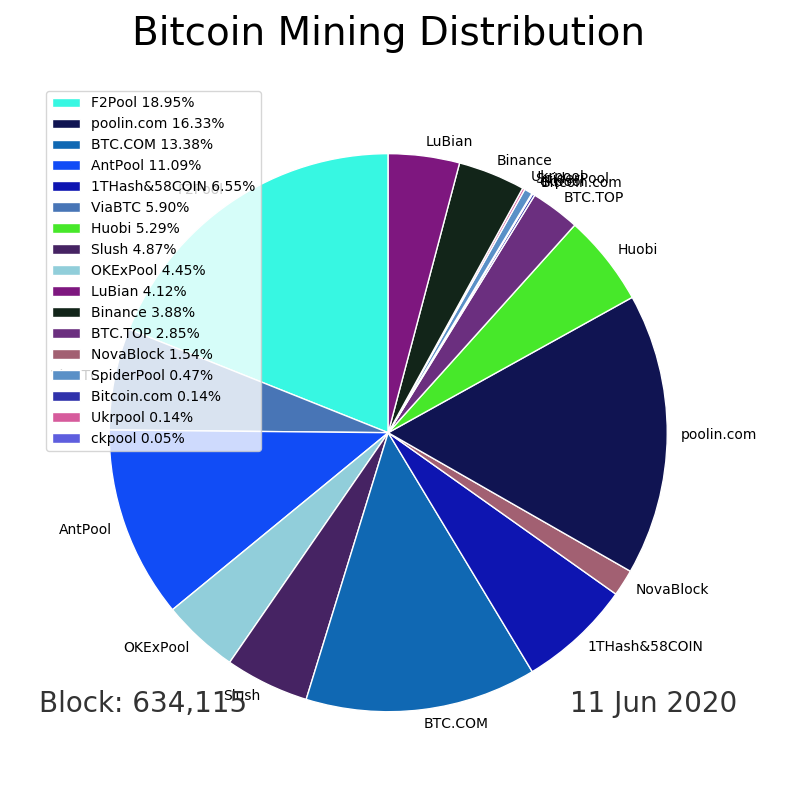 Bitcoin Mining Distribution
F2Pool 18.95%
poolin.com 16.33%
BTC.COM 13.38%
AntPool 11.09%
1THash&58COIN 6.55%
ViaBTC 5.90%
Huobi 5.29%
Slush 4.87%
OKExPool 4.45%
LuBian 4.12%
Binance 3.88%
BTC.TOP 2.85%
NovaBlock 1.54%
SpiderPool 0.47%
Bitcoin.com 0.14%
Ukrpool 0.14%
ckpool 0.05%
LuBian
Binance
Ukrpool
SpiderPool
Bitcoin.com
BTC.TOP
Huobi
poolin.com
NovaBlock
1THash&58COIN
BTC.COM
Slush
OKExPool
AntPool
Block: 634,115
11 Jun 2020